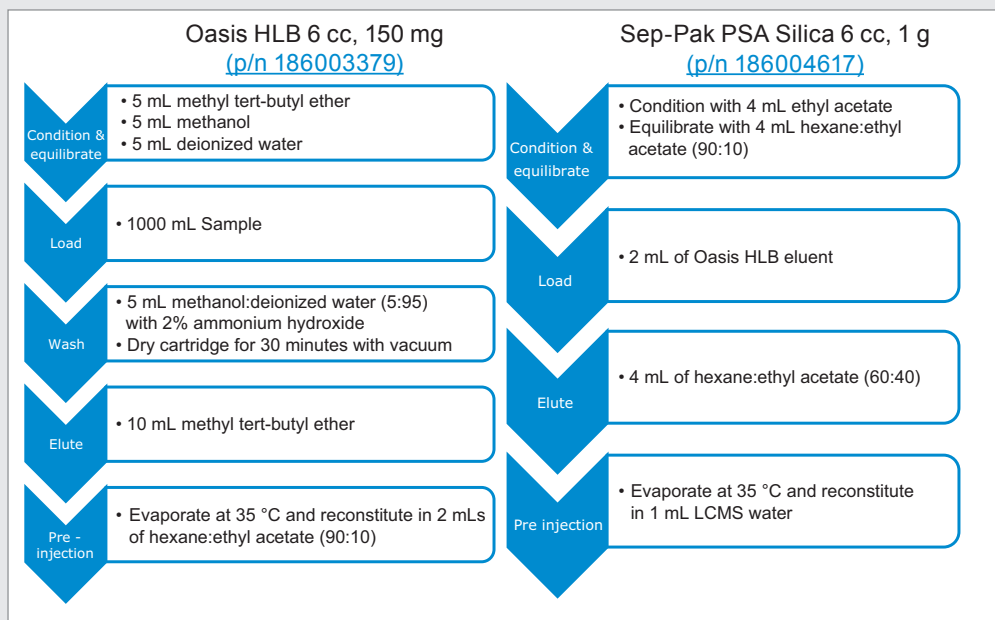 Oasis HLB 6 cc, 150 mg
(p/n 186003379)
Condition &
equilibrate
• 5 mL methyl tert-butyl ether
• 5 mL methanol
• 5 mL deionized water
Load
• 1000 mL Sample
Wash
• 5 mL methanol:deionized water (5:95)
with 2% ammonium hydroxide
• Dry cartridge for 30 minutes with vacuum
Elute
• 10 mL methyl tert-butyl ether
Pre -
injection
• Evaporate at 35 °C and reconstitute in 2 mLs
of hexane:ethyl acetate (90:10)
Sep-Pak PSA Silica 6 cc, 1 g
(p/n 186004617)
Condition &
equilibrate
• Condition with 4 mL ethyl acetate
• Equilibrate with 4 mL hexane:ethyl
acetate (90:10)
Load
• 2 mL of Oasis HLB eluent
Elute
• 4 mL of hexane:ethyl acetate (60:40)
Pre injection
• Evaporate at 35 °C and reconstitute
in 1 mL LCMS water